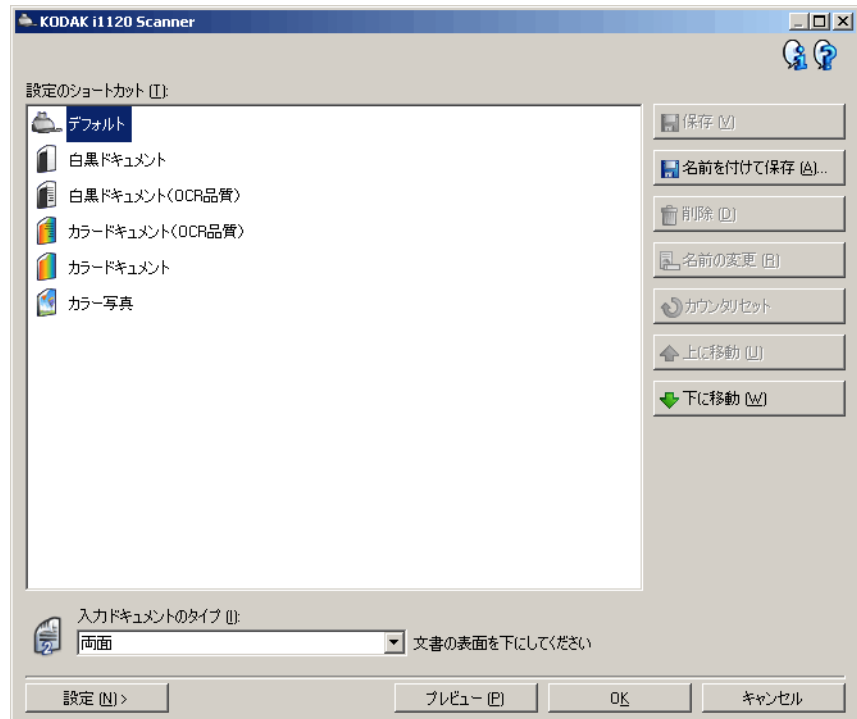 KODAK i1120 Scanner
設定のショートカット (T):
デフォルト
白黒ドキュメント
白黒ドキュメント(OCR品質)
カラードキュメント(OCR品質)
カラードキュメント
カラー写真
保存 (V)
名前を付けて保存 (A)...
削除 (D)
名前の変更 (R)
カウンタリセット
上に移動 (U)
下に移動 (W)
入力ドキュメントのタイプ (I):
両面
文書の表面を下にしてください
設定 (N) >
プレビュー (P)
OK
キャンセル